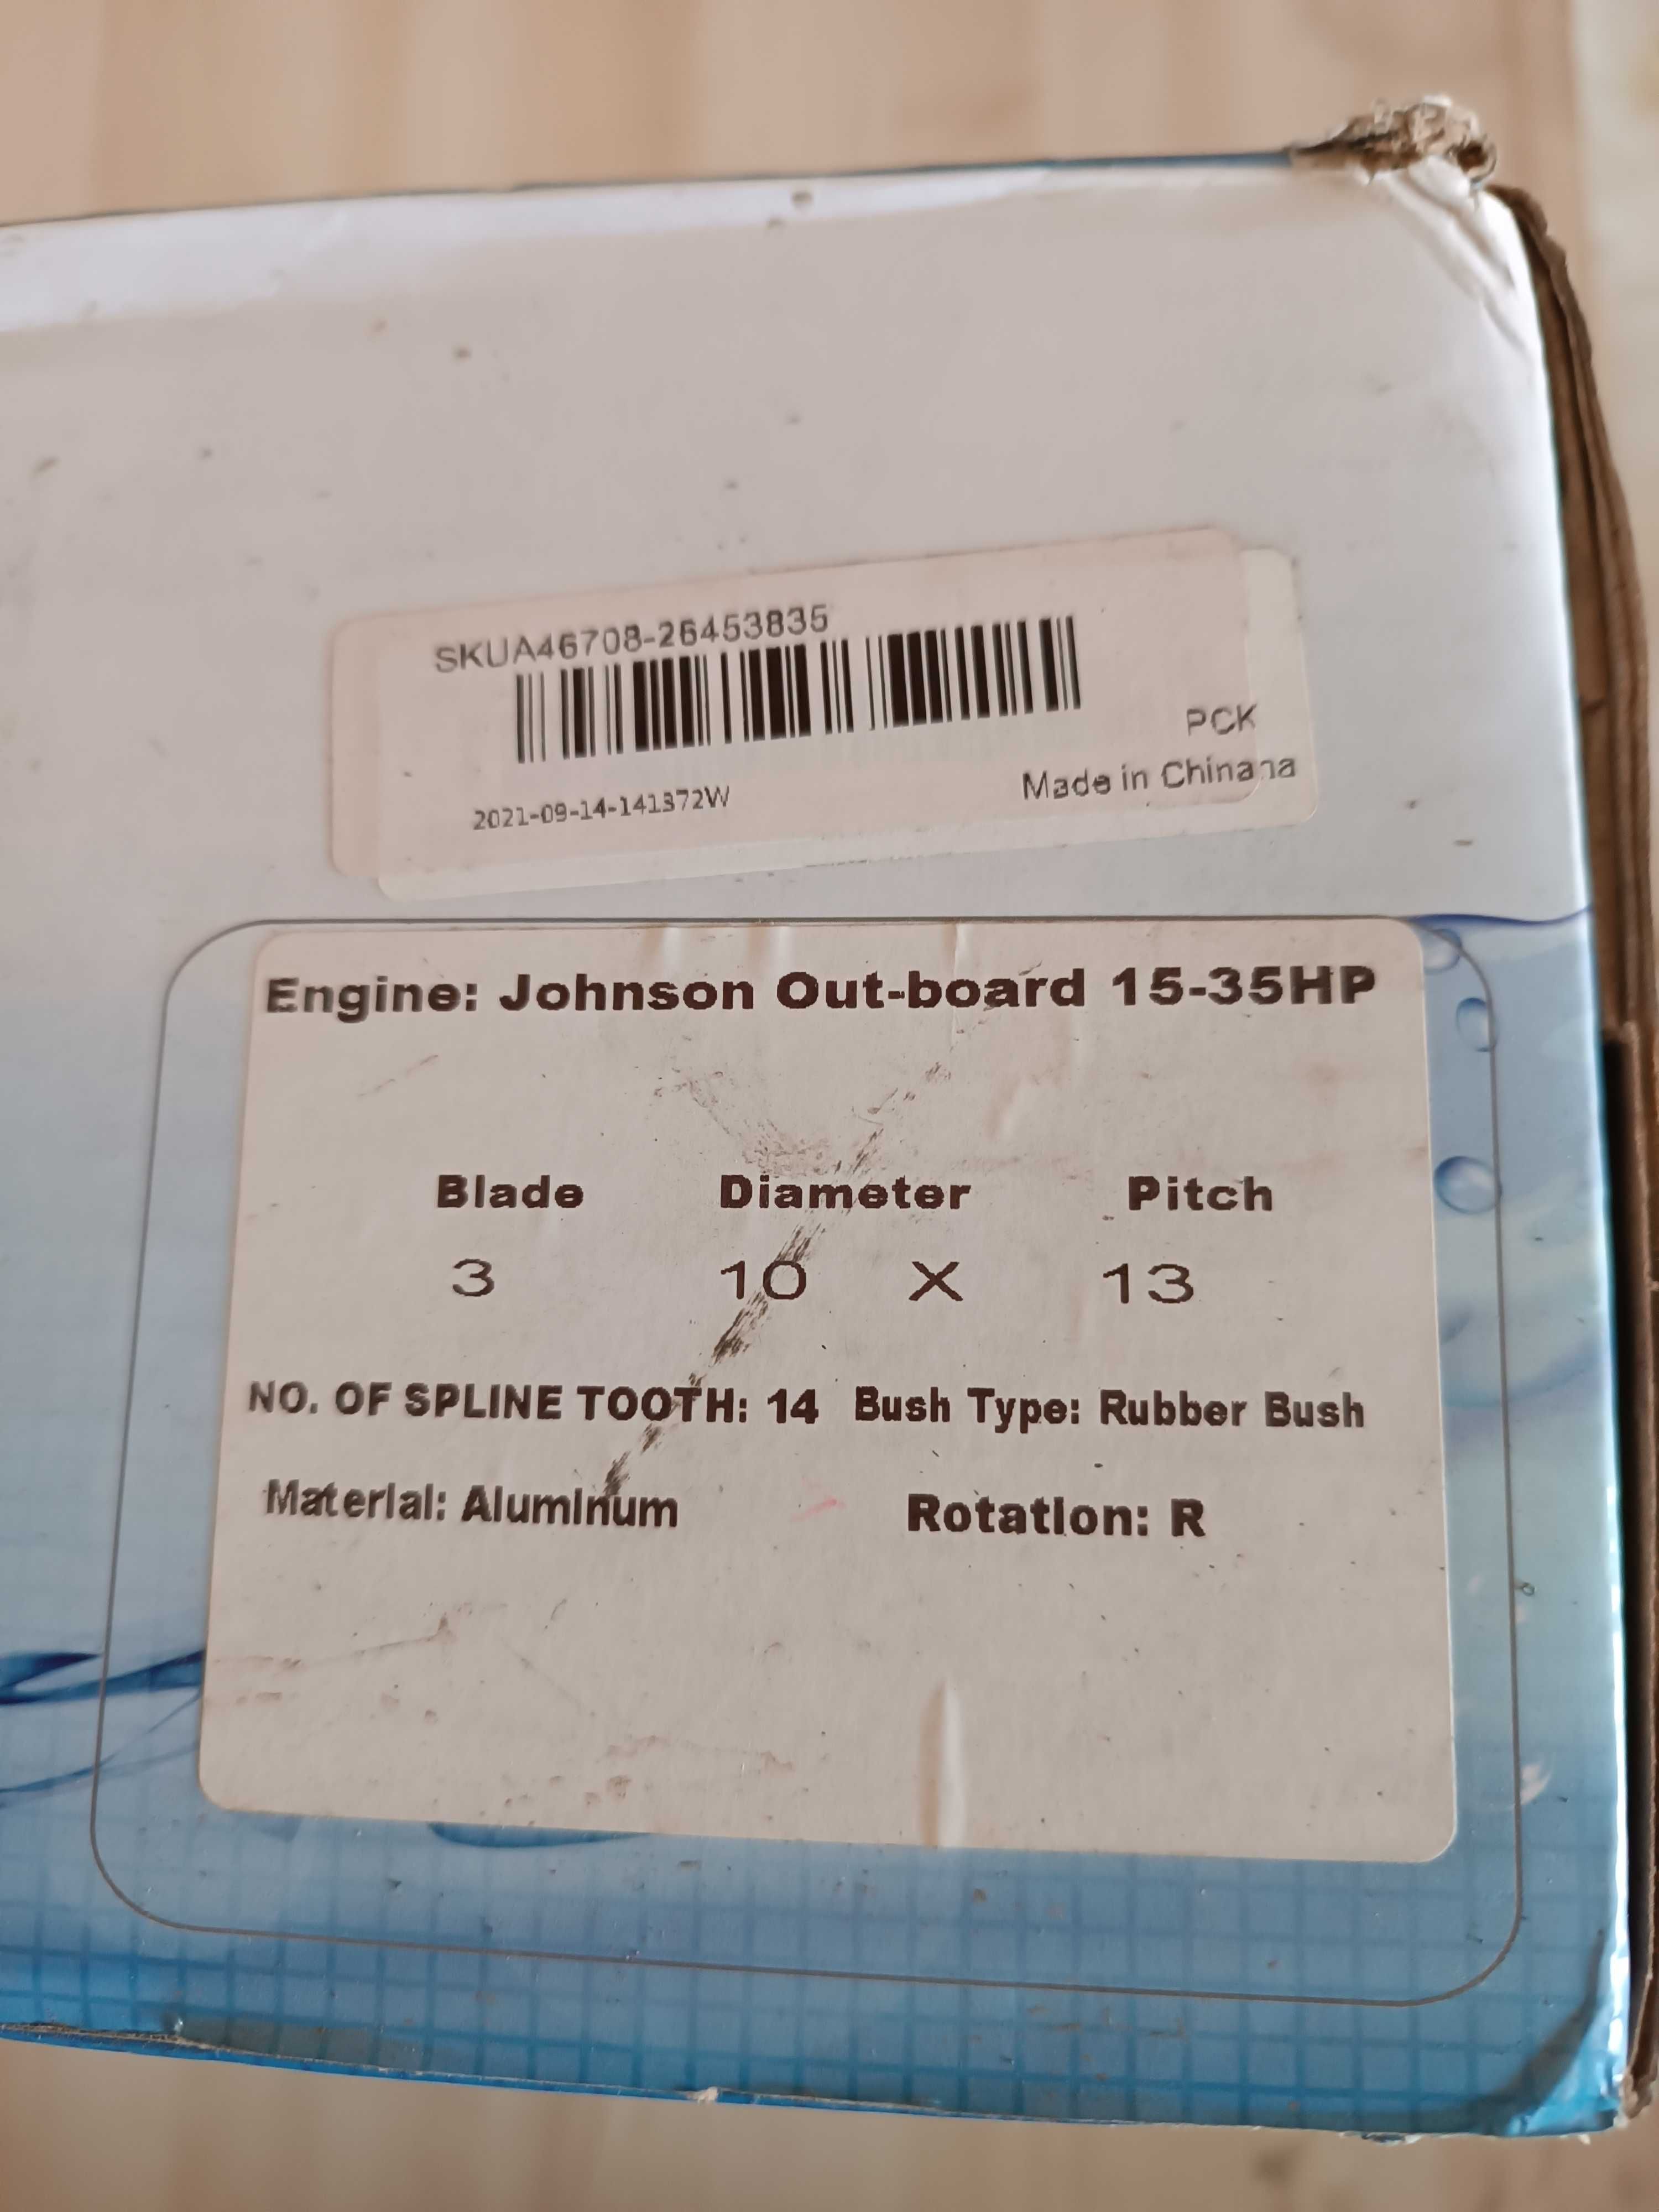 SKUA46708-26453835
PCK
Made in Chinana
2021-09-14-141372W
Engine: Johnson Out-board 15-35HP
Blade Diameter Pitch
3 10 X 13
NO. OF SPLINE TOOTH: 14 Bush Type: Rubber Bush
Material: Aluminum Rotation: R